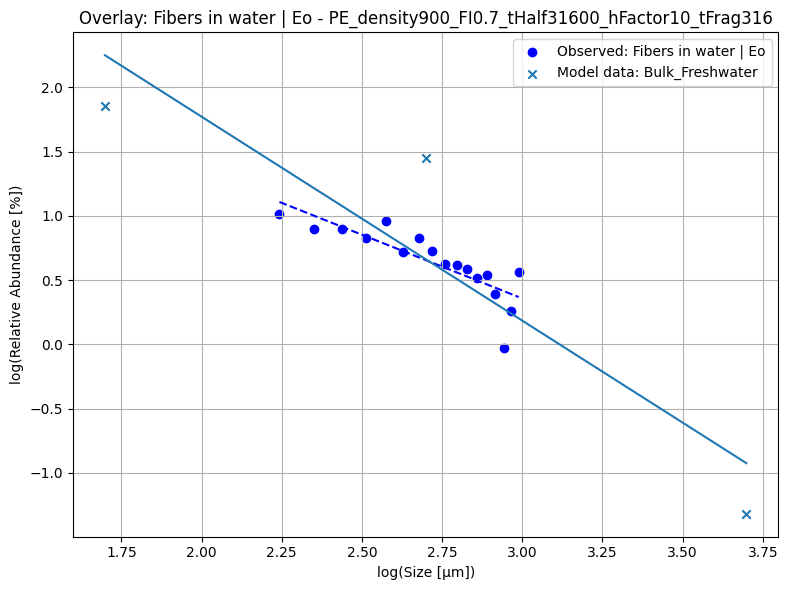 Overlay: Fibers in water | Eo - PE_density900_FI0.7_tHalf31600_hFactor10_tFrag316
Observed: Fibers in water | Eo
Model data: Bulk_Freshwater
log(Relative Abundance [%])
2.0
1.5
1.0
0.5
0.0
−0.5
−1.0
1.75 2.00 2.25 2.50 2.75 3.00 3.25 3.50 3.75
log(Size [μm])